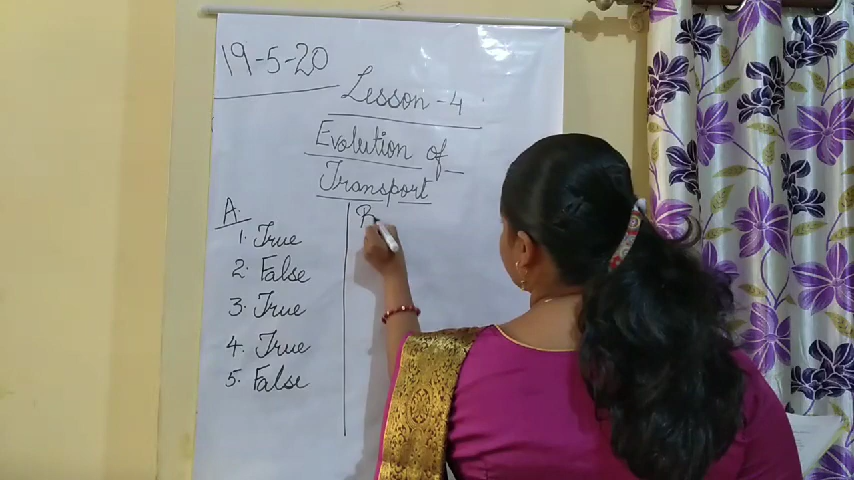 19-5-20
Lesson - 4
Evolution of
Transport
A.
1. True
2. False
3. True
4. True
5. False
B